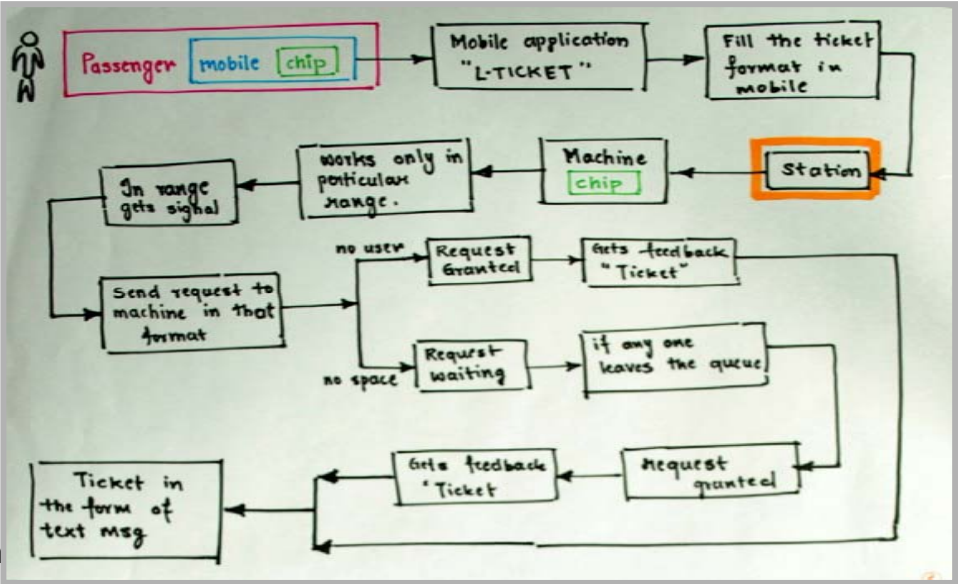 Passenger mobile chip
Mobile application
"L-TICKET"
Fill the ticket
format in
mobile
Station
Machine
chip
works only in
perticular
range.
In range
gets signal
Send request to
machine in that
format
no user
Request
Granted
Gets feedback
"Ticket"
no space
Request
waiting
if any one
leaves the queue
request
granted
Gets feedback
"Ticket
Ticket in
the form of
text msg